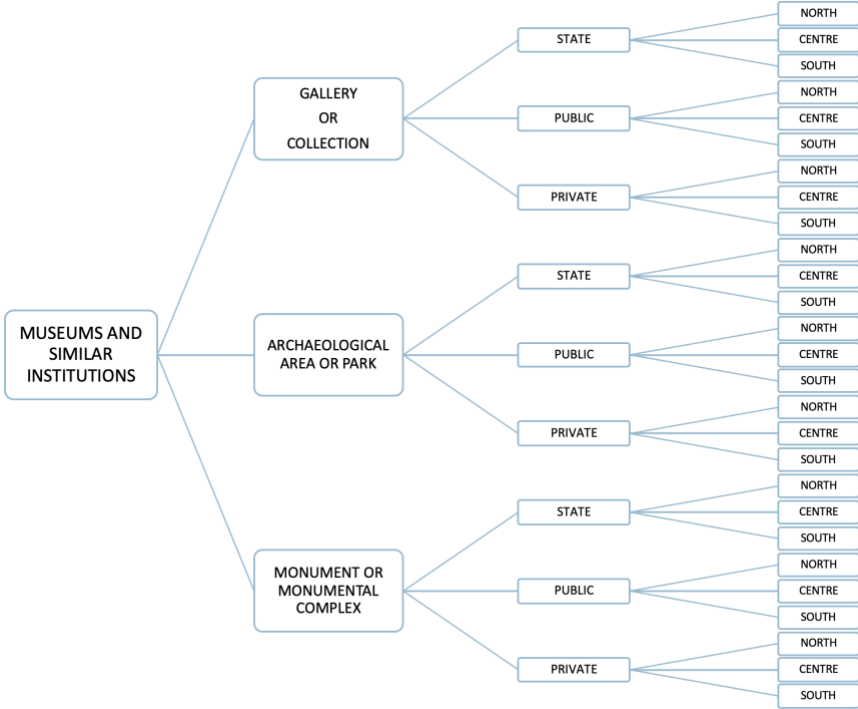 MUSEUMS AND
SIMILAR
INSTITUTIONS
GALLERY
OR
COLLECTION
STATE
NORTH
CENTRE
SOUTH
PUBLIC
NORTH
CENTRE
SOUTH
PRIVATE
NORTH
CENTRE
SOUTH
ARCHAEOLOGICAL
AREA OR PARK
STATE
NORTH
CENTRE
SOUTH
PUBLIC
NORTH
CENTRE
SOUTH
PRIVATE
NORTH
CENTRE
SOUTH
MONUMENT OR
MONUMENTAL
COMPLEX
STATE
NORTH
CENTRE
SOUTH
PUBLIC
NORTH
CENTRE
SOUTH
PRIVATE
NORTH
CENTRE
SOUTH